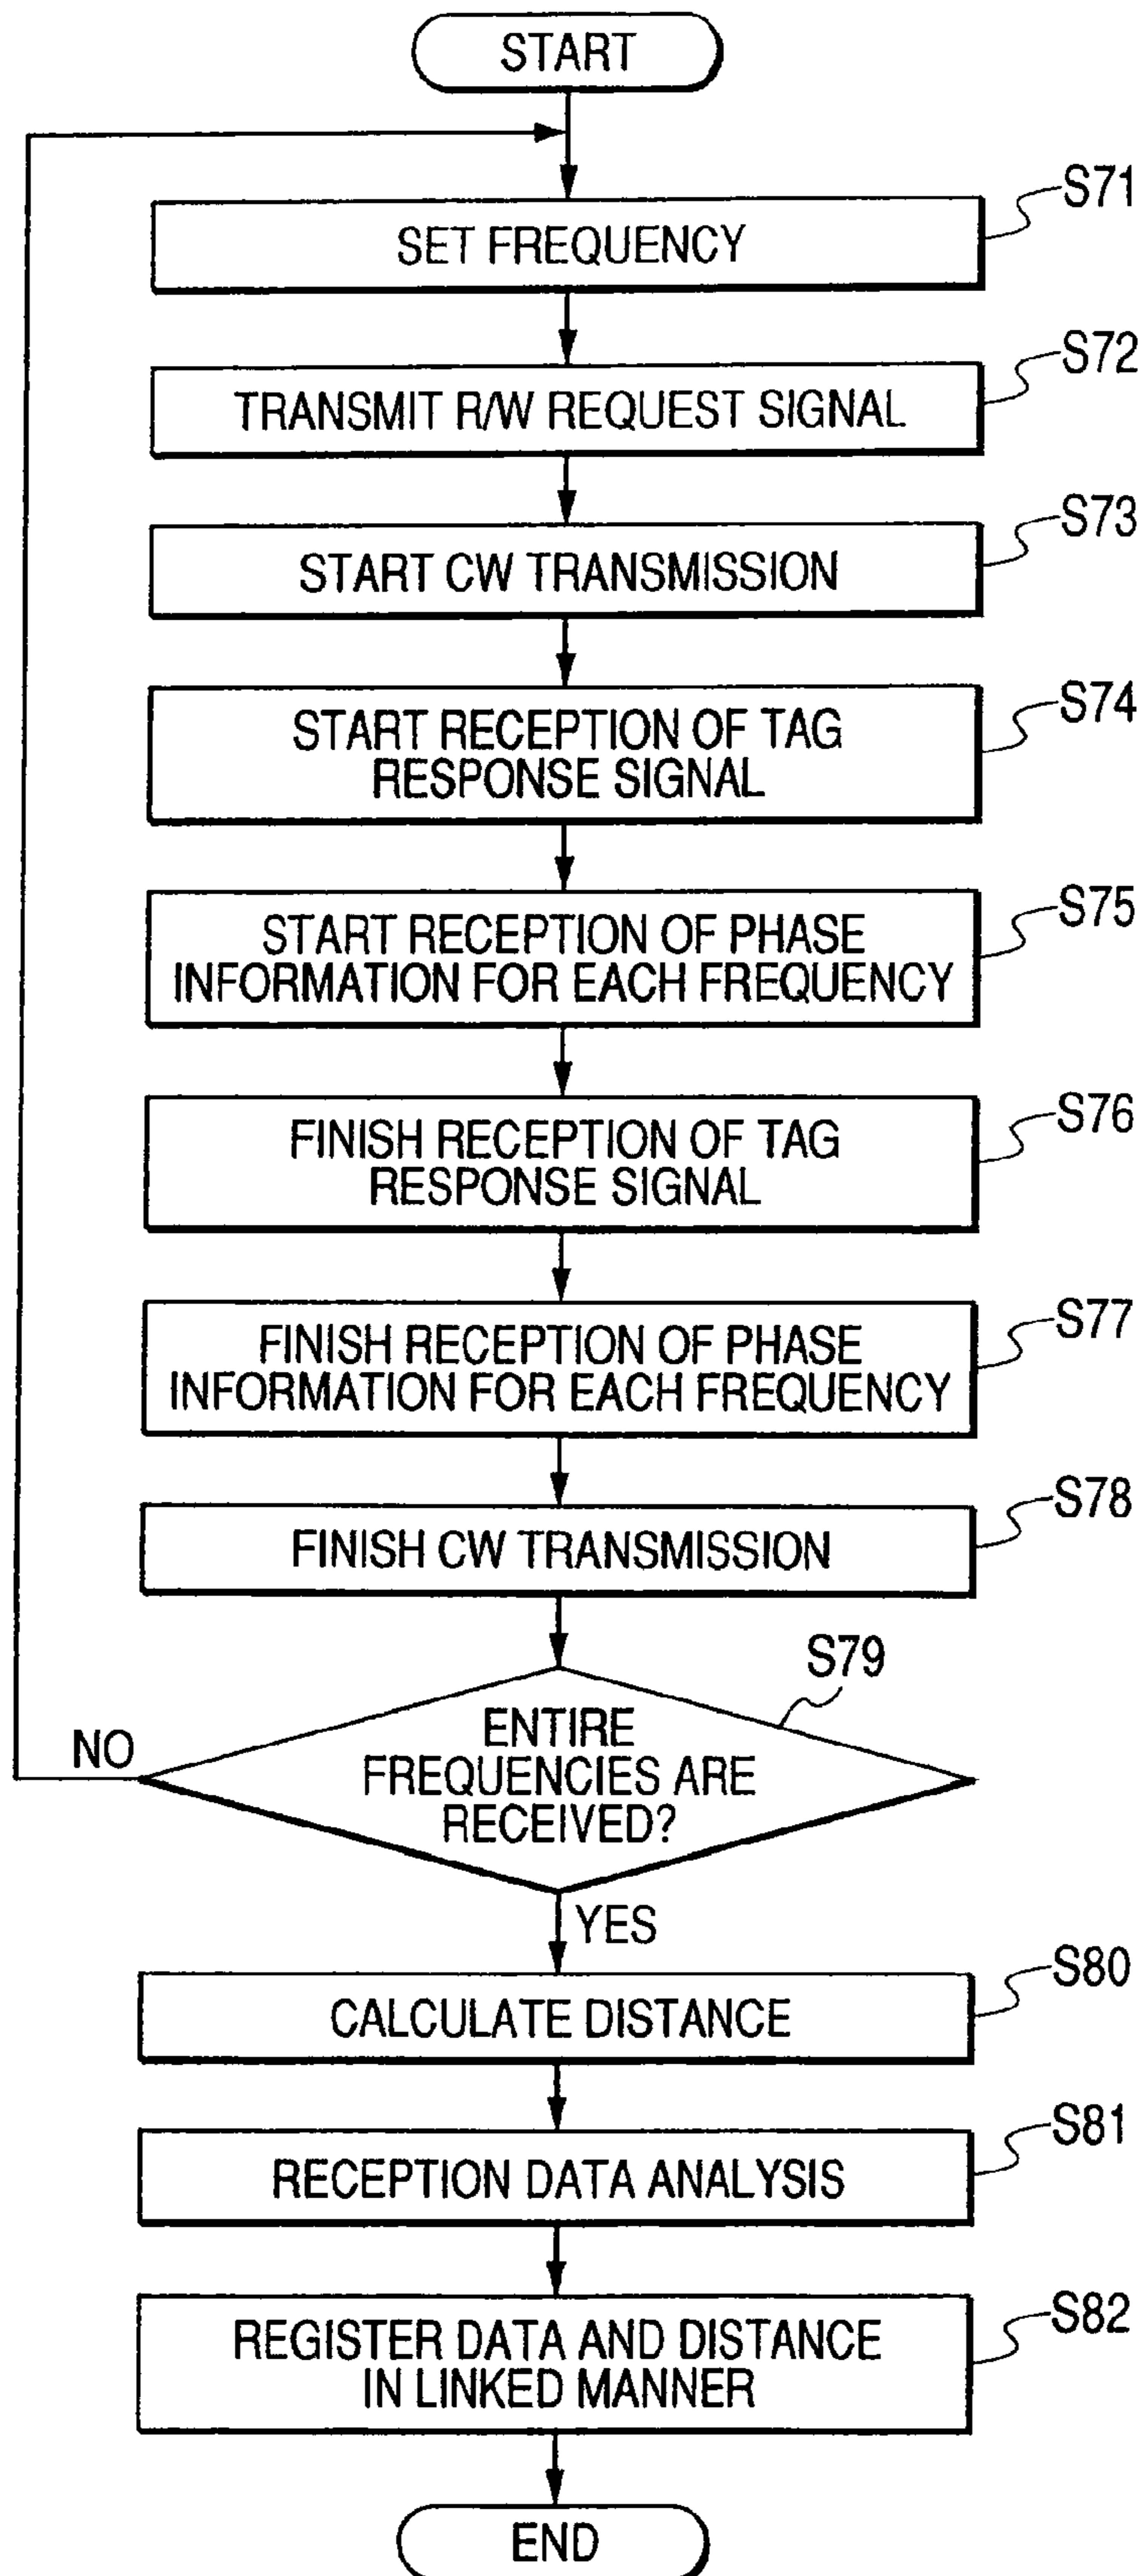 START
S71
SET FREQUENCY
S72
TRANSMIT R/W REQUEST SIGNAL
S73
START CW TRANSMISSION
S74
START RECEPTION OF TAG
RESPONSE SIGNAL
S75
START RECEPTION OF PHASE
INFORMATION FOR EACH FREQUENCY
S76
FINISH RECEPTION OF TAG
RESPONSE SIGNAL
S77
FINISH RECEPTION OF PHASE
INFORMATION FOR EACH FREQUENCY
S78
FINISH CW TRANSMISSION
S79
NO
ENTIRE
FREQUENCIES ARE
RECEIVED?
YES
S80
CALCULATE DISTANCE
S81
RECEPTION DATA ANALYSIS
S82
REGISTER DATA AND DISTANCE
IN LINKED MANNER
END